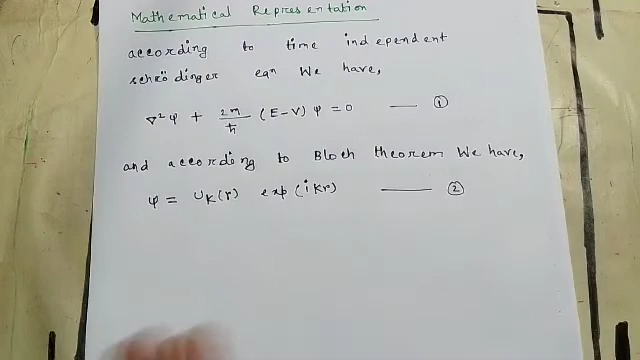 Mathematical Representation
according to time independent
schrödinger eqn We have,
∇²ψ + 2m/ħ (E-V) ψ = 0 — ①
and according to Bloch theorem We have,
ψ = Uk(r) exp(ikr) — ②